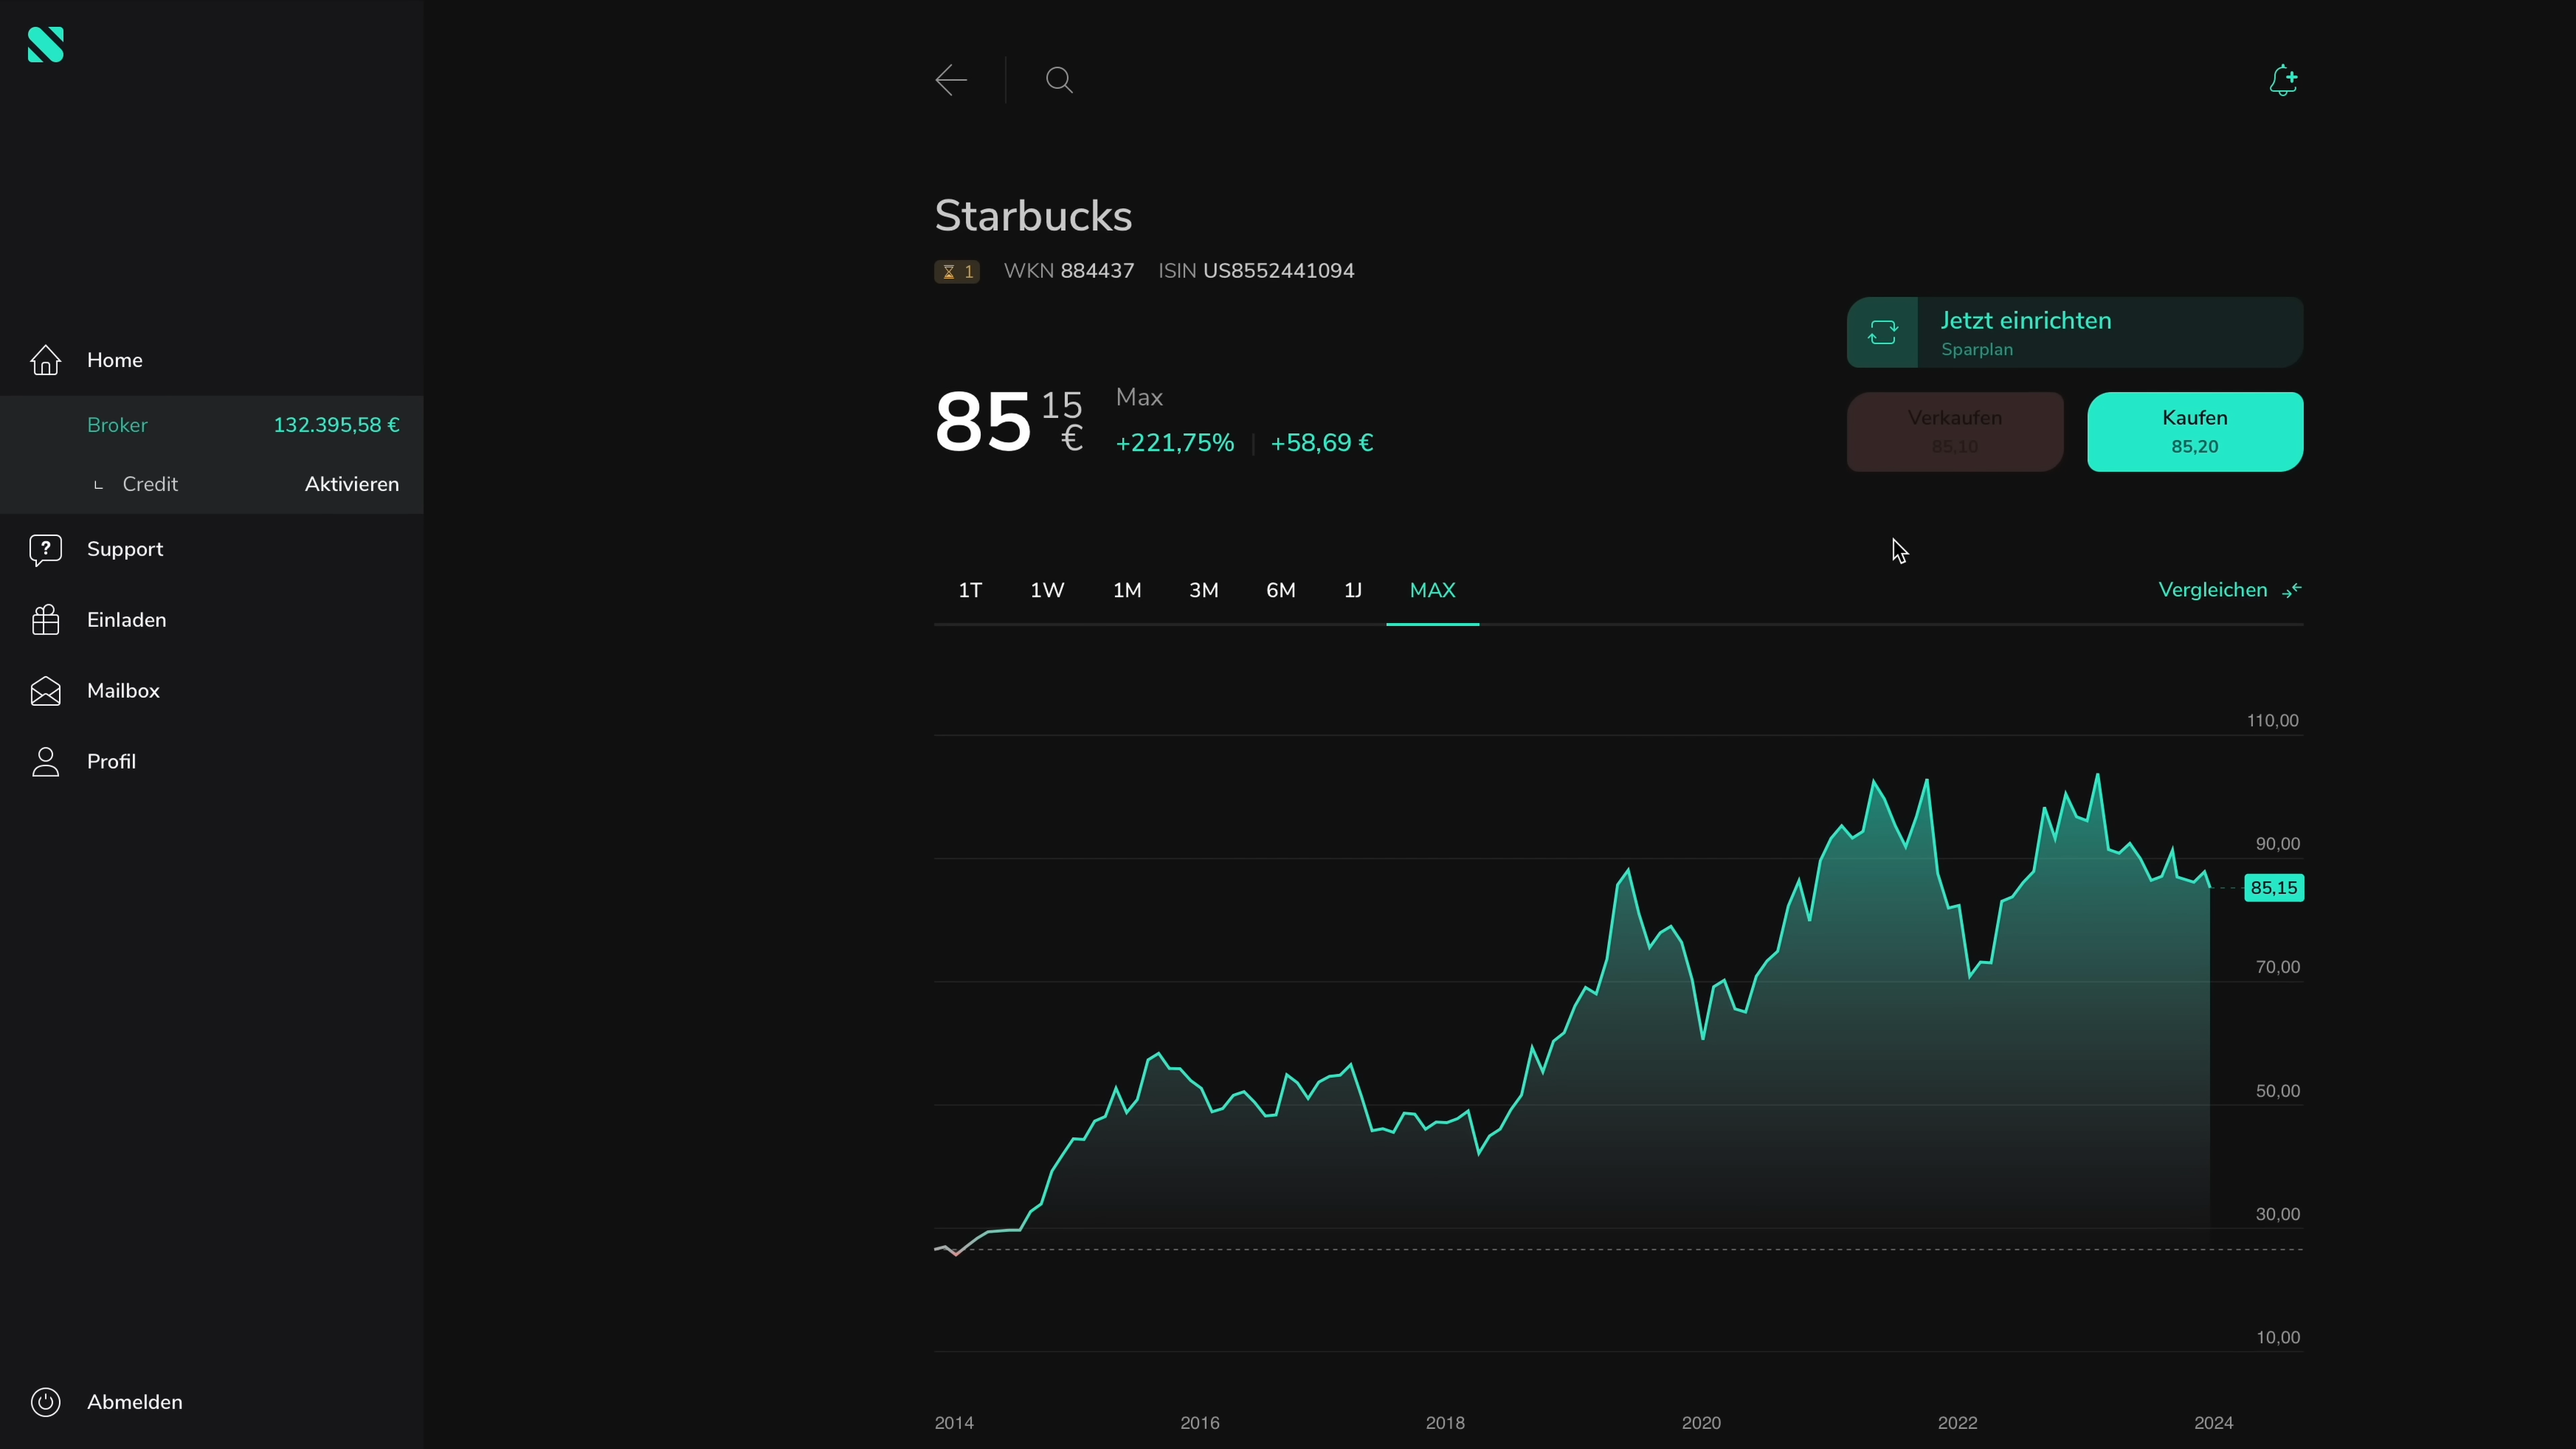 Home
Broker 132.395,58 €
Credit Aktivieren
Support
Einladen
Mailbox
Profil
Abmelden
Starbucks
1 WKN 884437 ISIN US8552441094
85 15 €
Max
+221,75% +58,69 €
Jetzt einrichten
Sparplan
Verkaufen
85,10
Kaufen
85,20
1T 1W 1M 3M 6M 1J MAX
Vergleichen
110,00
90,00
85,15
70,00
50,00
30,00
10,00
2014 2016 2018 2020 2022 2024